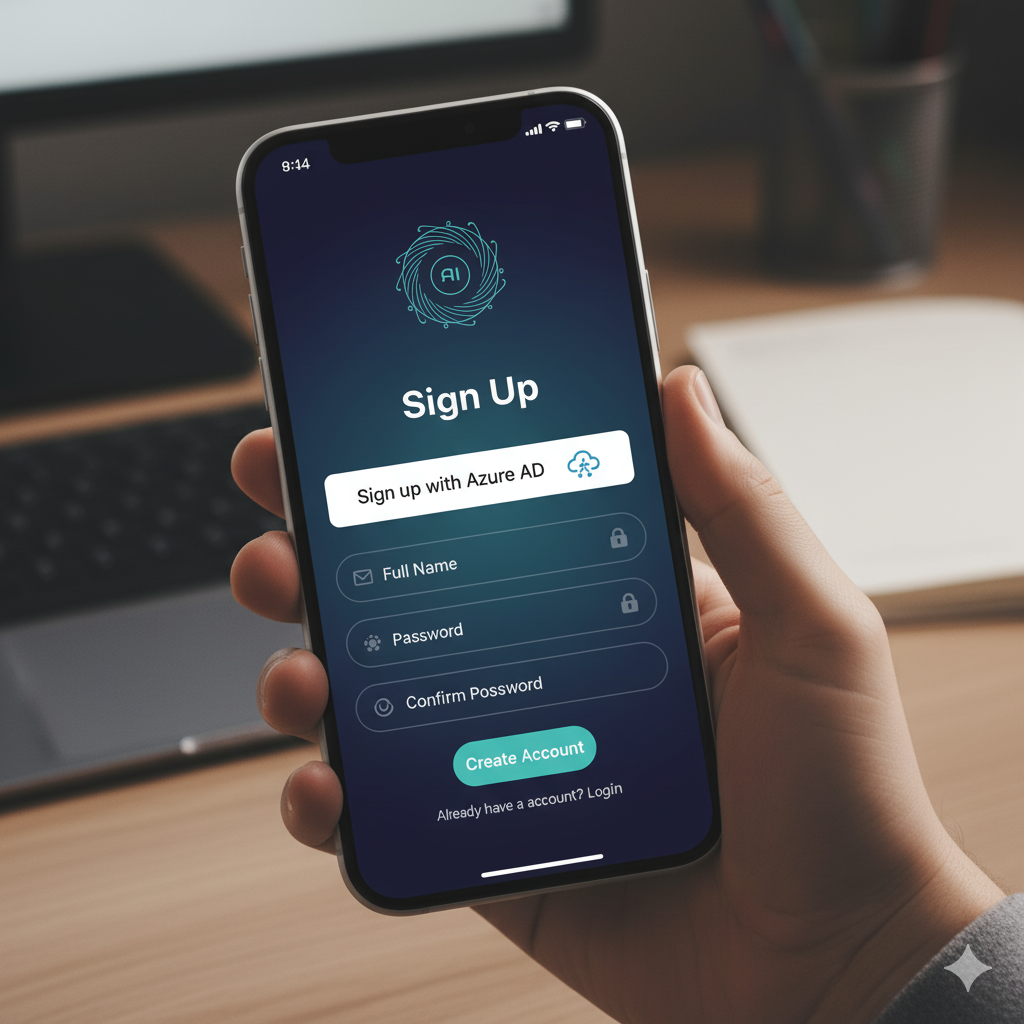 9:14
AI
Sign Up
Sign up with Azure AD
Full Name
Password
Confirm Possword
Create Account
Already have a account? Login